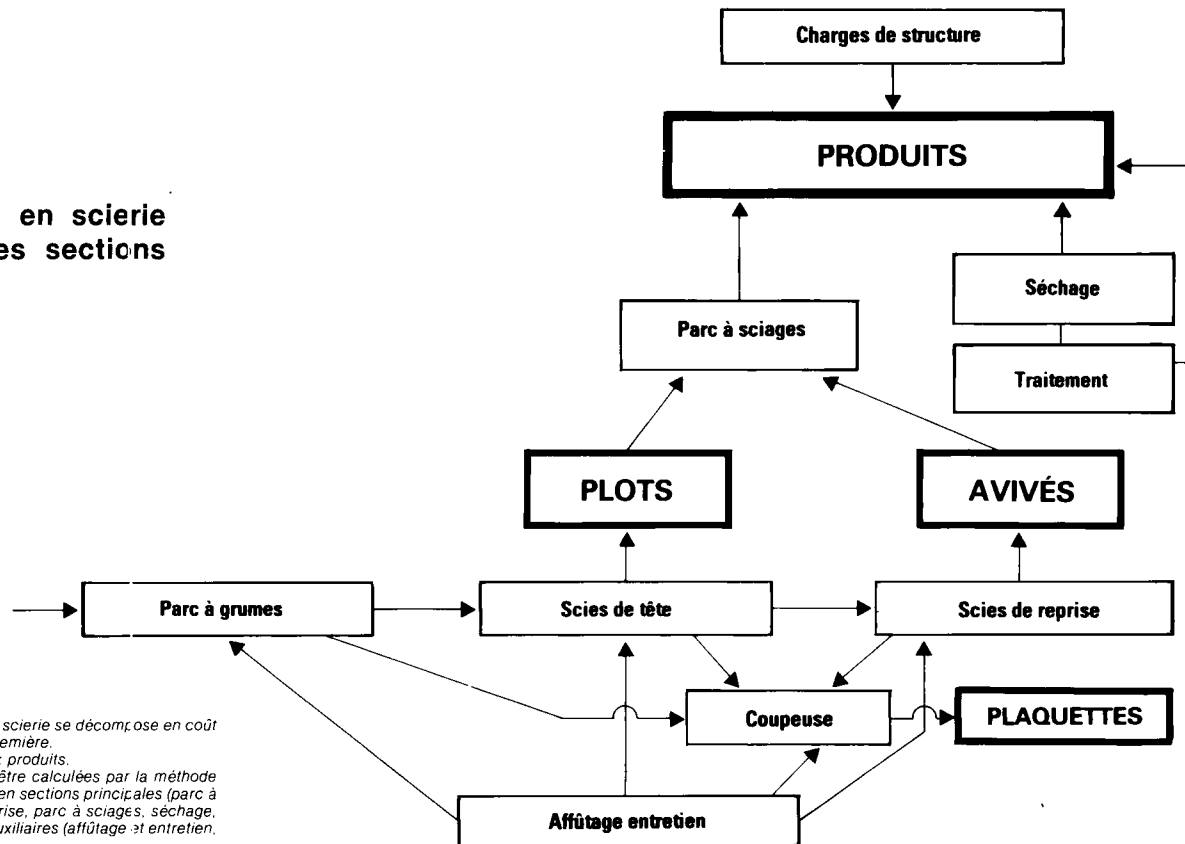 Charges de structure
PRODUITS
en scierie
es sections
Séchage
Parc à sciages
Traitement
PLOTS
AVIVÉS
Parc à grumes
Scies de tête
Scies de reprise
Coupeuse
PLAQUETTES
scierie se décompose en coût
emière.
produits.
être calculées par la méthode
en sections principales (parc à
rise, parc à sciages, séchage,
uxiliaires (affûtage et entretien,
Affûtage entretien